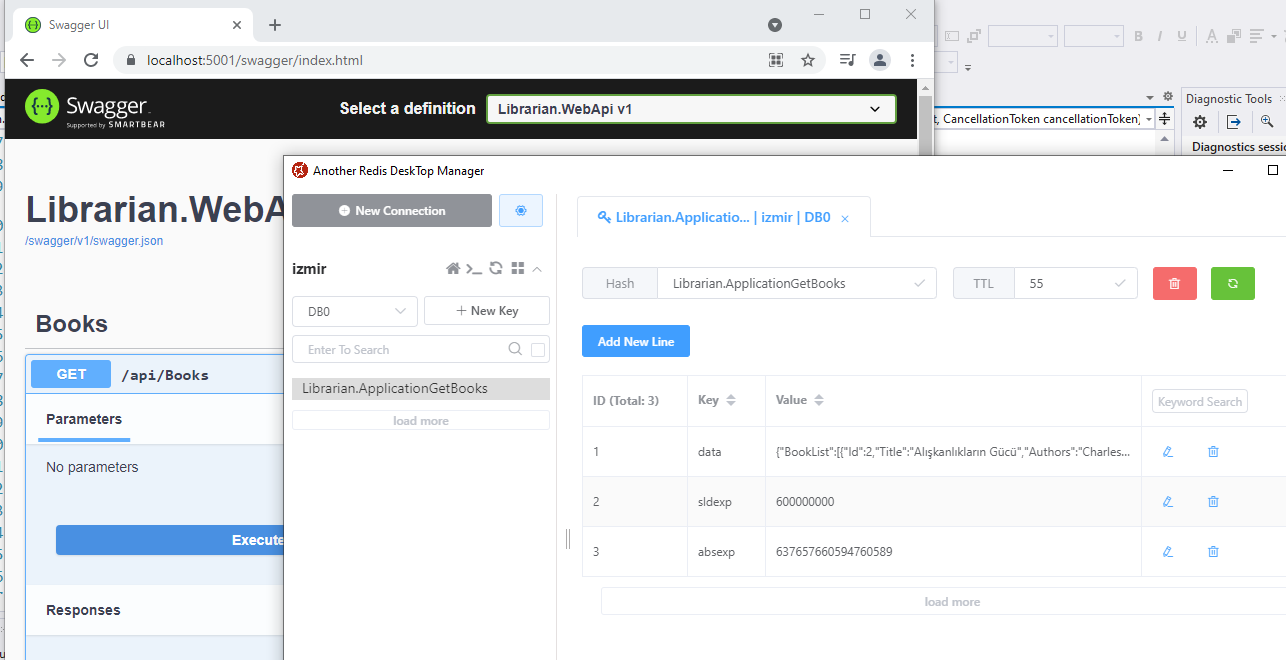 Swagger UI
localhost:5001/swagger/index.html
Swagger
Supported by SMARTBEAR
Select a definition
Librarian.WebApi v1
, CancellationToken cancellationToken)
Diagnostic Tools
Diagnostics sessi
Another Redis DeskTop Manager
Librarian.WebA
/swagger/v1/swagger.json
New Connection
Librarian.Applicatio... | izmir | DB0
izmir
Hash
Librarian.ApplicationGetBooks
TTL
55
DB0
New Key
Books
Add New Line
Enter To Search
GET
/api/Books
Librarian.ApplicationGetBooks
load more
ID (Total: 3)
Key
Value
Keyword Search
Parameters
1
data
{"BookList":[{"Id":2,"Title":"Alışkanlıkların Gücü","Authors":"Charles...
No parameters
2
sldexp
600000000
Execute
3
absexp
637657660594760589
Responses
load more